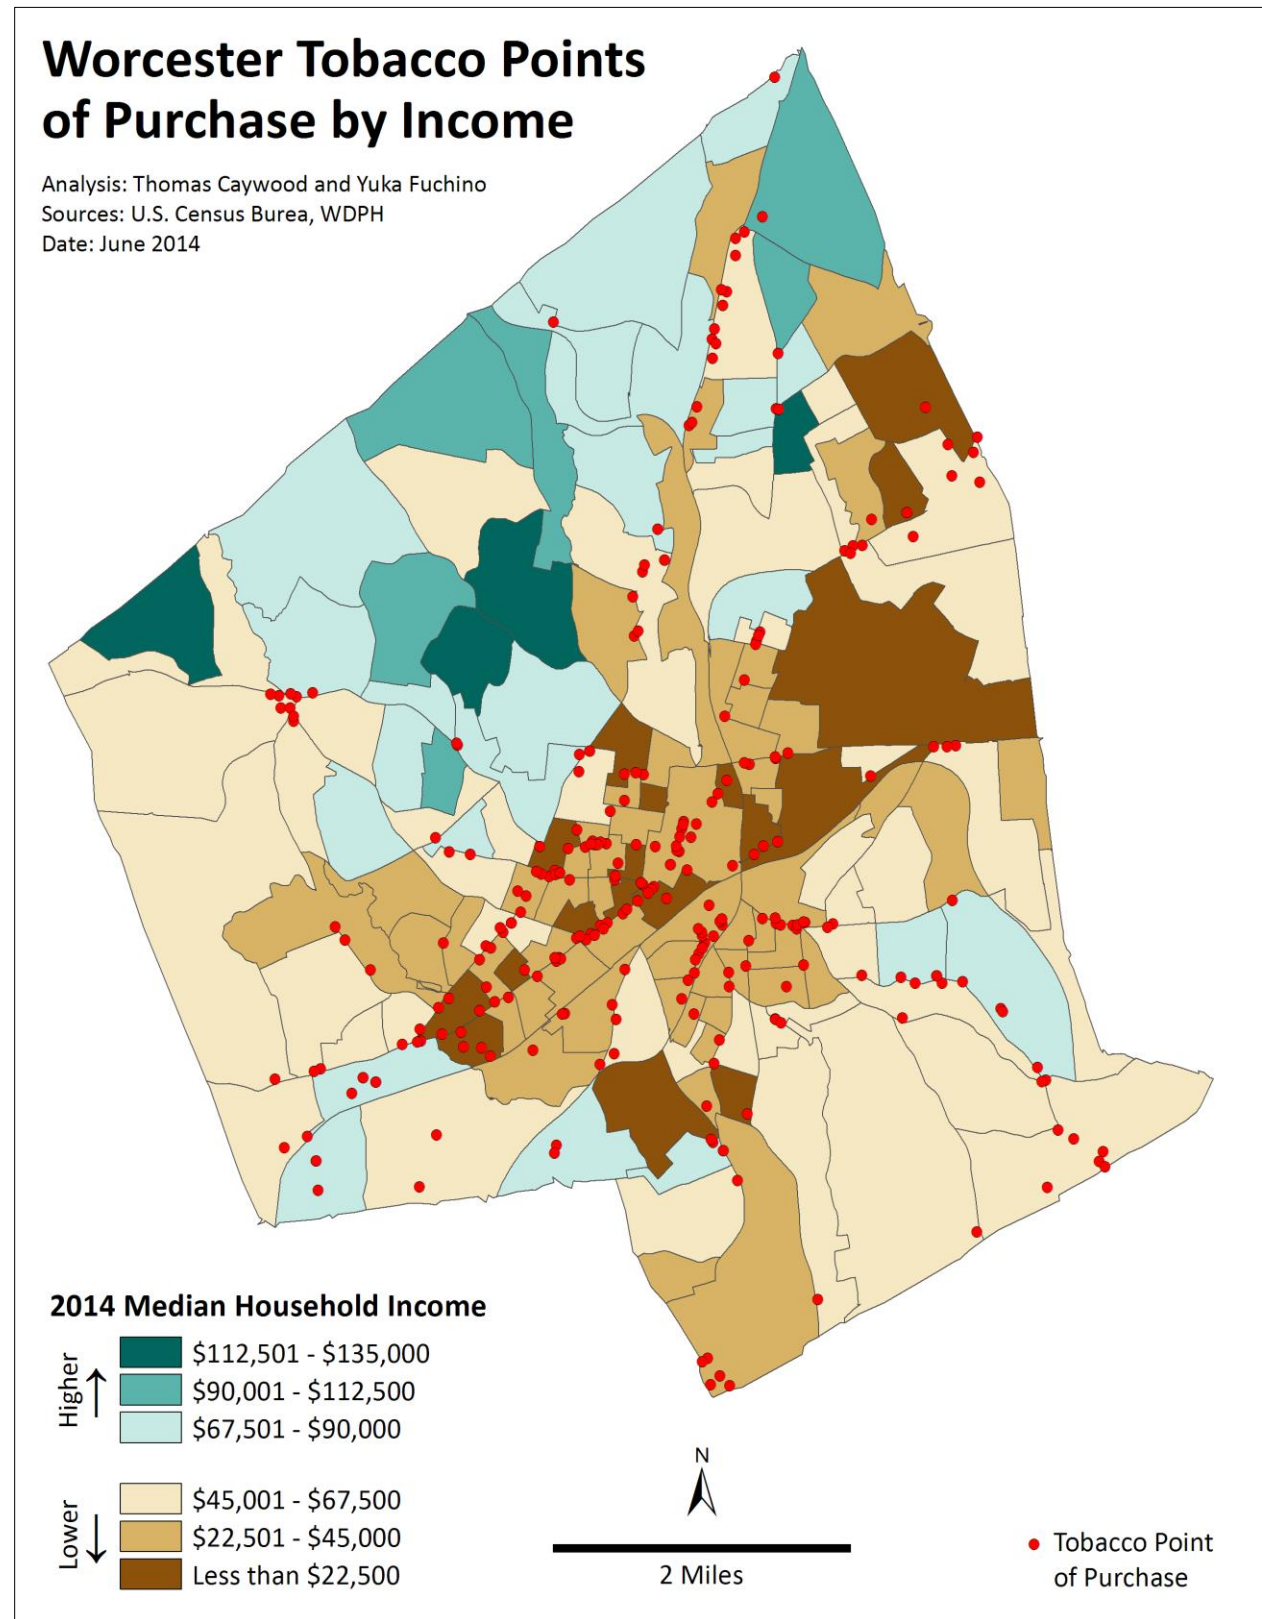 Worcester Tobacco Points
of Purchase by Income
Analysis: Thomas Caywood and Yuka Fuchino
Sources: U.S. Census Burea, WDPH
Date: June 2014
2014 Median Household Income
Higher
$112,501 - $135,000
$90,001 - $112,500
$67,501 - $90,000
Lower
$45,001 - $67,500
$22,501 - $45,000
Less than $22,500
N
2 Miles
Tobacco Point
of Purchase